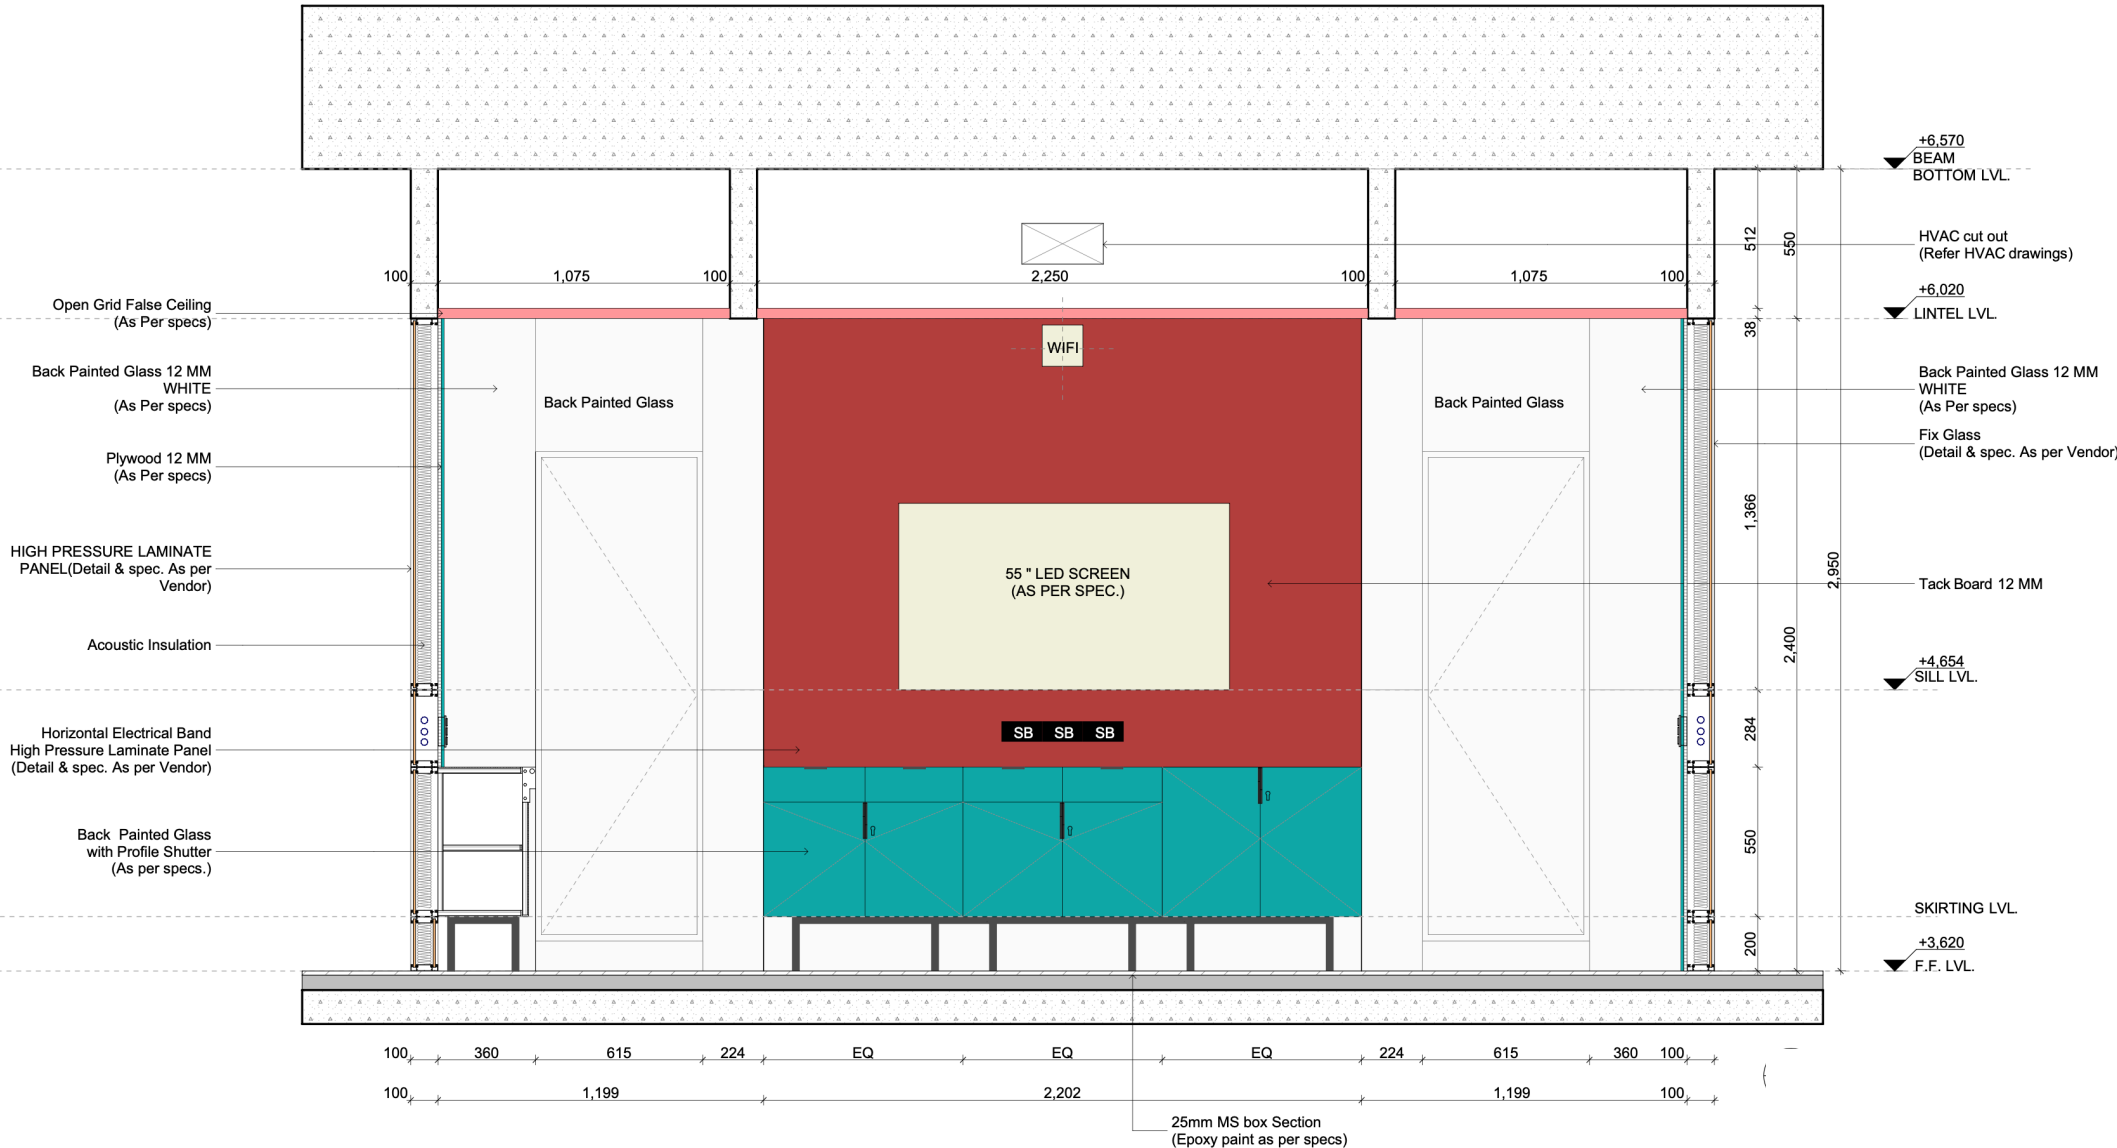 +6,570
BEAM
BOTTOM LVL.
HVAC cut out
(Refer HVAC drawings)
512
550
100
1,075
100
2,250
100
1,075
100
+6,020
LINTEL LVL.
38
Open Grid False Ceiling
(As Per specs)
WIFI
Back Painted Glass 12 MM
WHITE
(As Per specs)
Back Painted Glass
Back Painted Glass
Back Painted Glass 12 MM
WHITE
(As Per specs)
Fix Glass
(Detail & spec. As per Vendor)
Plywood 12 MM
(As Per specs)
1,366
HIGH PRESSURE LAMINATE
PANEL(Detail & spec. As per
Vendor)
55 " LED SCREEN
(AS PER SPEC.)
2,950
Tack Board 12 MM
Acoustic Insulation
2,400
+4,654
SILL LVL.
Horizontal Electrical Band
High Pressure Laminate Panel
(Detail & spec. As per Vendor)
SB SB SB
284
Back Painted Glass
with Profile Shutter
(As per specs.)
550
SKIRTING LVL.
200
+3,620
F.F. LVL.
100
360
615
224
EQ
EQ
EQ
224
615
360
100
100
1,199
2,202
1,199
100
25mm MS box Section
(Epoxy paint as per specs)